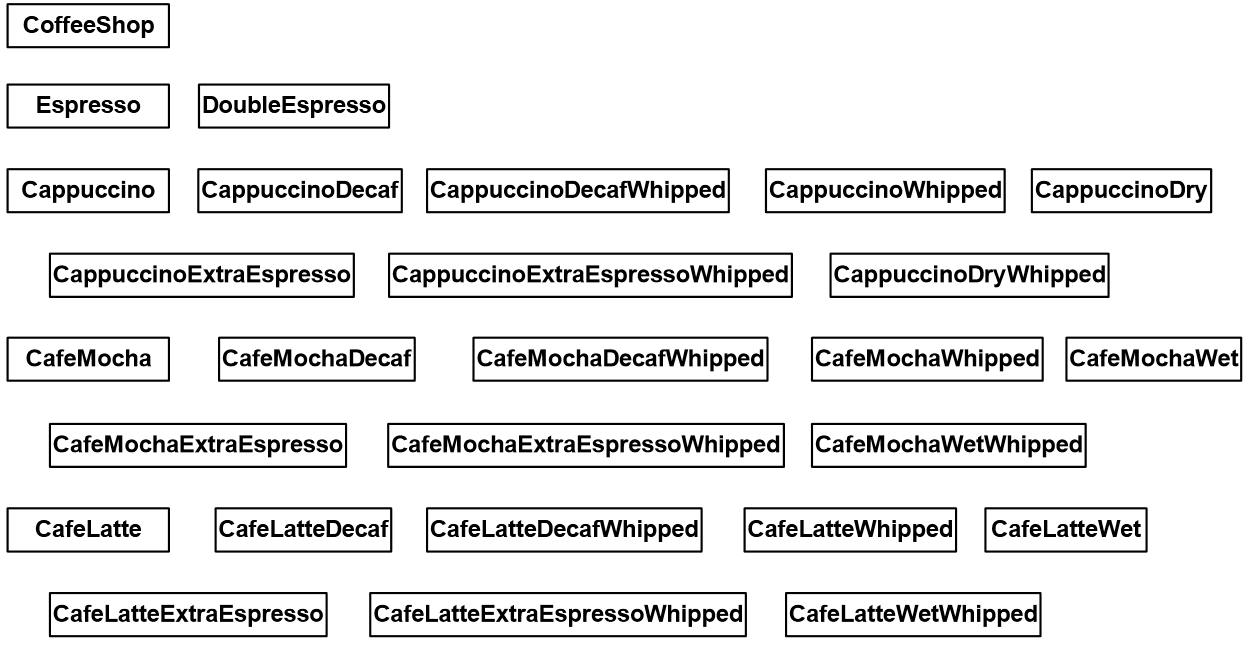 CoffeeShop
Espresso DoubleEspresso
Cappuccino CappuccinoDecaf CappuccinoDecafWhipped CappuccinoWhipped CappuccinoDry
CappuccinoExtraEspresso CappuccinoExtraEspressoWhipped CappuccinoDryWhipped
CafeMocha CafeMochaDecaf CafeMochaDecafWhipped CafeMochaWhipped CafeMochaWet
CafeMochaExtraEspresso CafeMochaExtraEspressoWhipped CafeMochaWetWhipped
CafeLatte CafeLatteDecaf CafeLatteDecafWhipped CafeLatteWhipped CafeLatteWet
CafeLatteExtraEspresso CafeLatteExtraEspressoWhipped CafeLatteWetWhipped